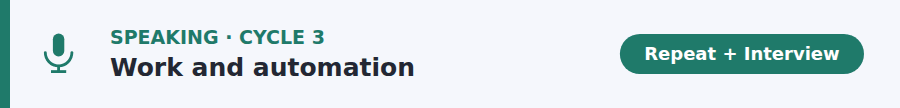 SPEAKING · CYCLE 3
Work and automation
Repeat + Interview